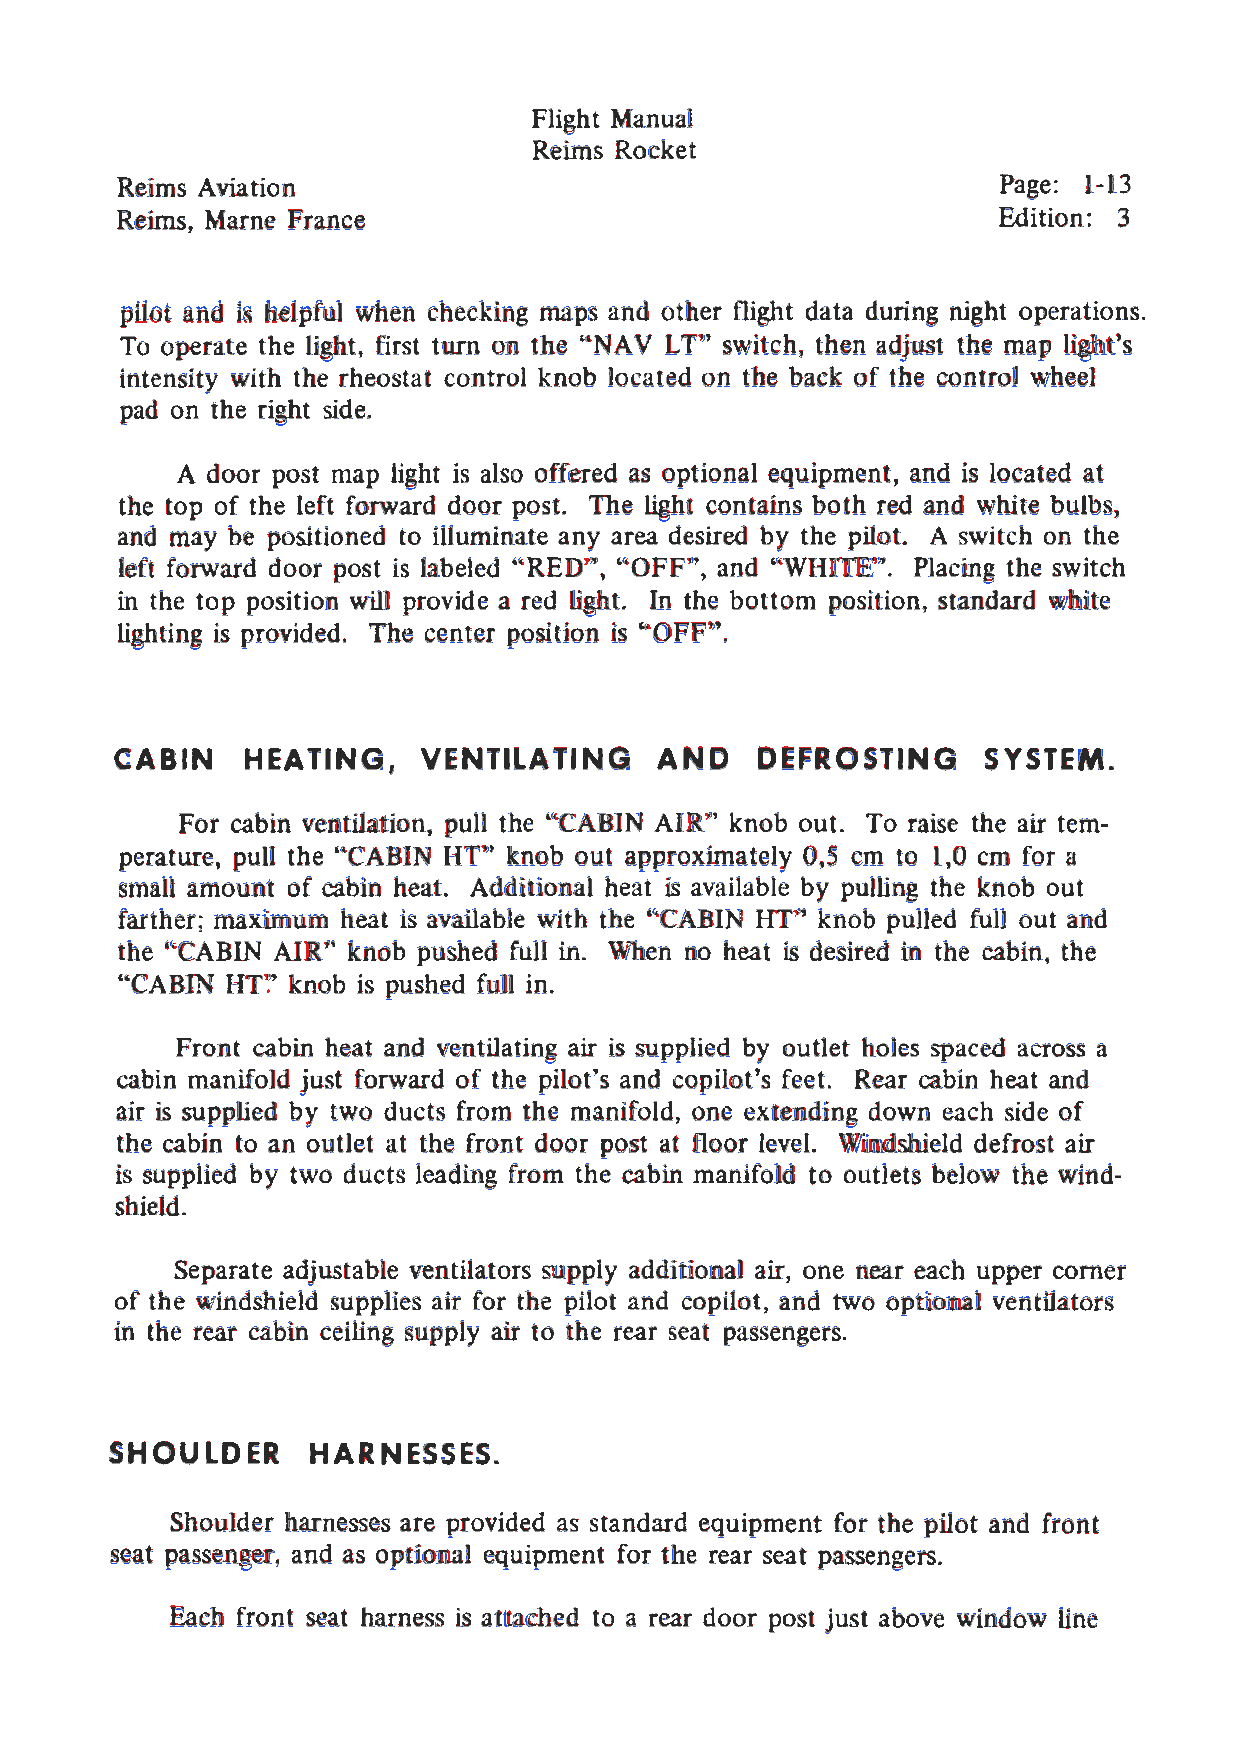 Flight Manual
Reims Rocket
Reims Aviation Page: 1-13
Reims, Marne France Edition: 3
pilot and is helpful when checking maps and other flight data during night operations.
To operate the light, first turn on the “NAV LT” switch, then adjust the map light’s
intensity with the rheostat control knob located on the back of the control wheel
pad on the right side.
A door post map light is also offered as optional equipment, and is located at
the top of the left forward door post. The light contains both red and white bulbs,
and may be positioned to illuminate any area desired by the pilot. A switch on the
left forward door post is labeled “RED”, “OFF”, and “WHITE”. Placing the switch
in the top position will provide a red light. In the bottom position, standard white
lighting is provided. The center position is “OFF”.
CABIN HEATING, VENTILATING AND DEFROSTING SYSTEM.
For cabin ventilation, pull the “CABIN AIR” knob out. To raise the air tem-
perature, pull the “CABIN HT” knob out approximately 0,5 cm to 1,0 cm for a
small amount of cabin heat. Additional heat is available by pulling the knob out
farther; maximum heat is available with the “CABIN HT” knob pulled full out and
the “CABIN AIR” knob pushed full in. When no heat is desired in the cabin, the
“CABIN HT” knob is pushed full in.
Front cabin heat and ventilating air is supplied by outlet holes spaced across a
cabin manifold just forward of the pilot’s and copilot’s feet. Rear cabin heat and
air is supplied by two ducts from the manifold, one extending down each side of
the cabin to an outlet at the front door post at floor level. Windshield defrost air
is supplied by two ducts leading from the cabin manifold to outlets below the wind-
shield.
Separate adjustable ventilators supply additional air, one near each upper corner
of the windshield supplies air for the pilot and copilot, and two optional ventilators
in the rear cabin ceiling supply air to the rear seat passengers.
SHOULDER HARNESSES.
Shoulder harnesses are provided as standard equipment for the pilot and front
seat passenger, and as optional equipment for the rear seat passengers.
Each front seat harness is attached to a rear door post just above window line